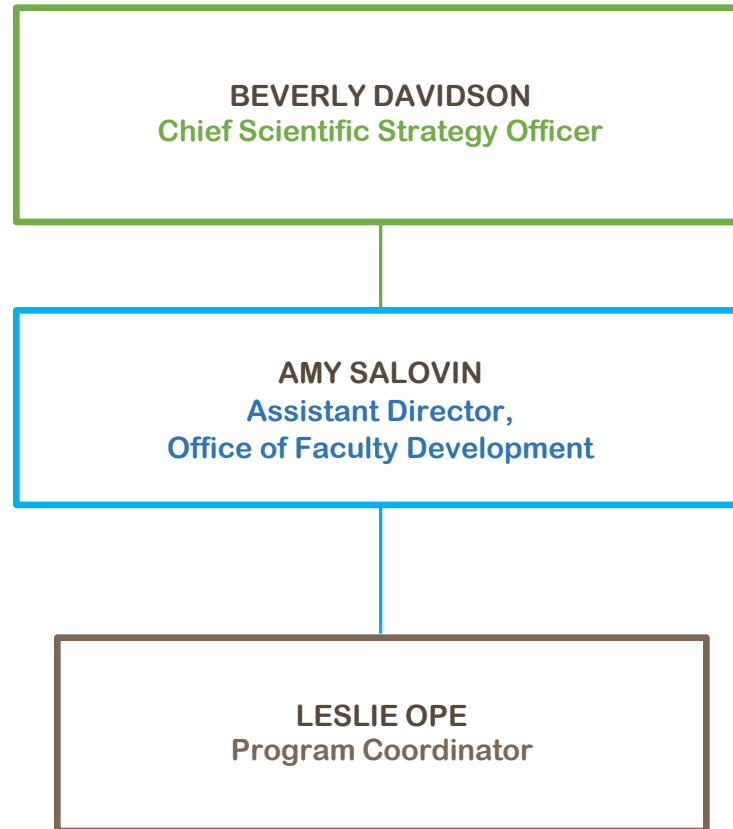 BEVERLY DAVIDSON
Chief Scientific Strategy Officer
AMY SALOVIN
Assistant Director,
Office of Faculty Development
LESLIE OPE
Program Coordinator